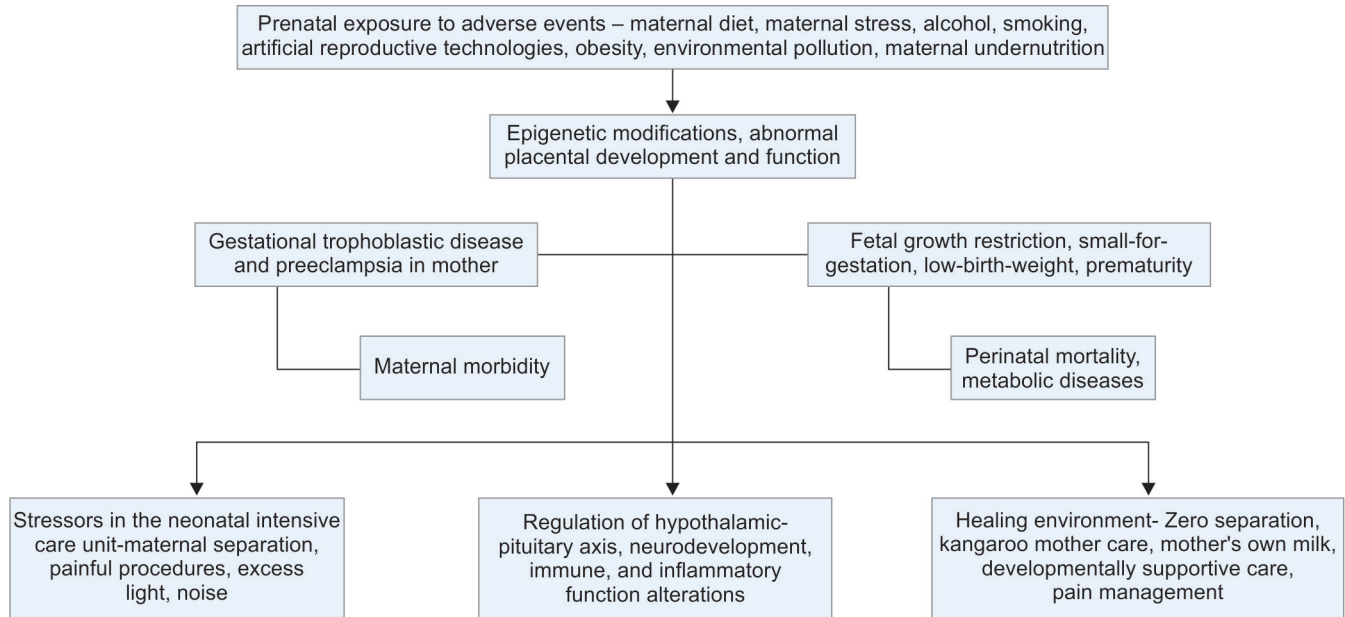 Prenatal exposure to adverse events – maternal diet, maternal stress, alcohol, smoking,
artificial reproductive technologies, obesity, environmental pollution, maternal undernutrition
Epigenetic modifications, abnormal
placental development and function
Gestational trophoblastic disease
and preeclampsia in mother
Fetal growth restriction, small-for-
gestation, low-birth-weight, prematurity
Maternal morbidity
Perinatal mortality,
metabolic diseases
Stressors in the neonatal intensive
care unit-maternal separation,
painful procedures, excess
light, noise
Regulation of hypothalamic-
pituitary axis, neurodevelopment,
immune, and inflammatory
function alterations
Healing environment- Zero separation,
kangaroo mother care, mother's own milk,
developmentally supportive care,
pain management